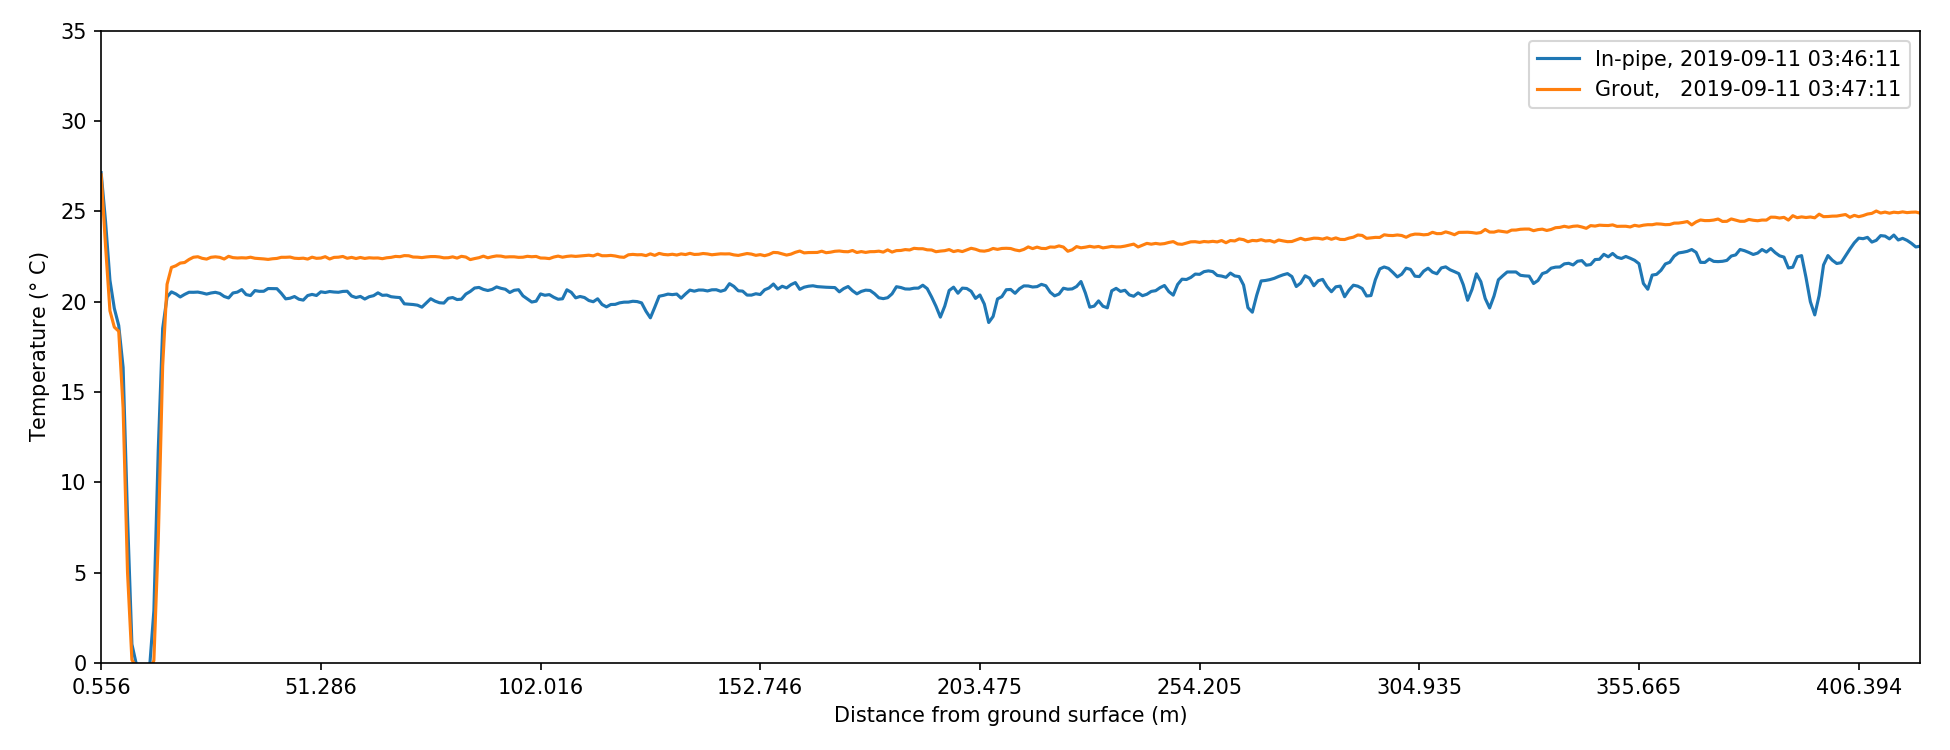 In-pipe, 2019-09-11 03:46:11
Grout, 2019-09-11 03:47:11
Temperature (° C)
35
30
25
20
15
10
5
0
0.556 51.286 102.016 152.746 203.475 254.205 304.935 355.665 406.394
Distance from ground surface (m)